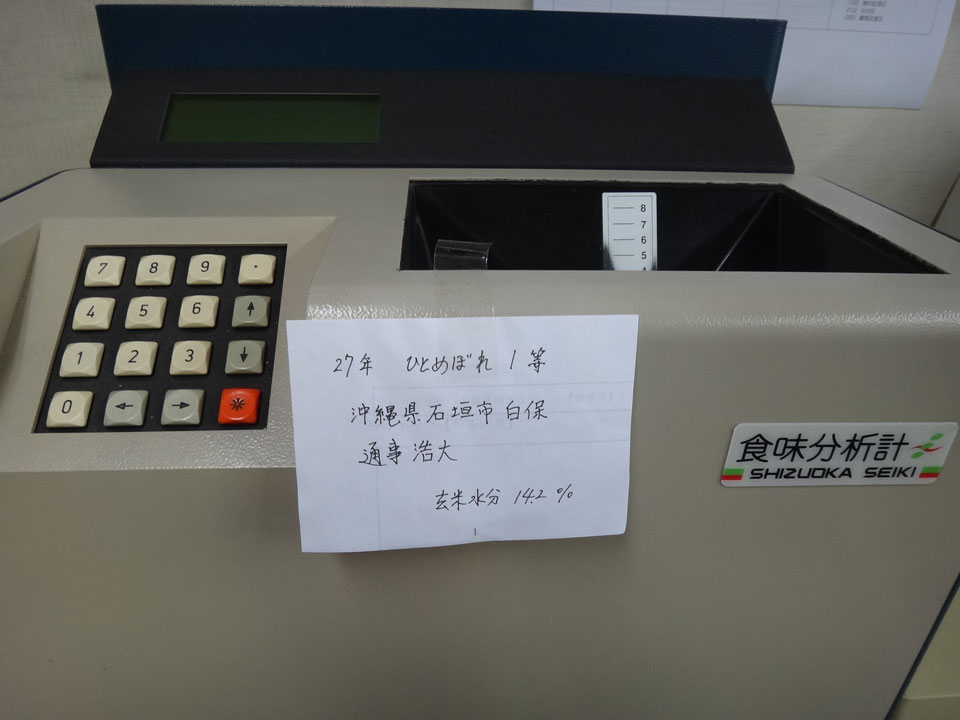 8
7
6
5
7 8 9 .
4 5 6 ↑
1 2 3 ↓
0 ← → *
27年 ひとめぼれ 1等
沖縄県石垣市白保
通事 浩大
玄米水分 14.2 %
食味分析計
SHIZUOKA SEIKI